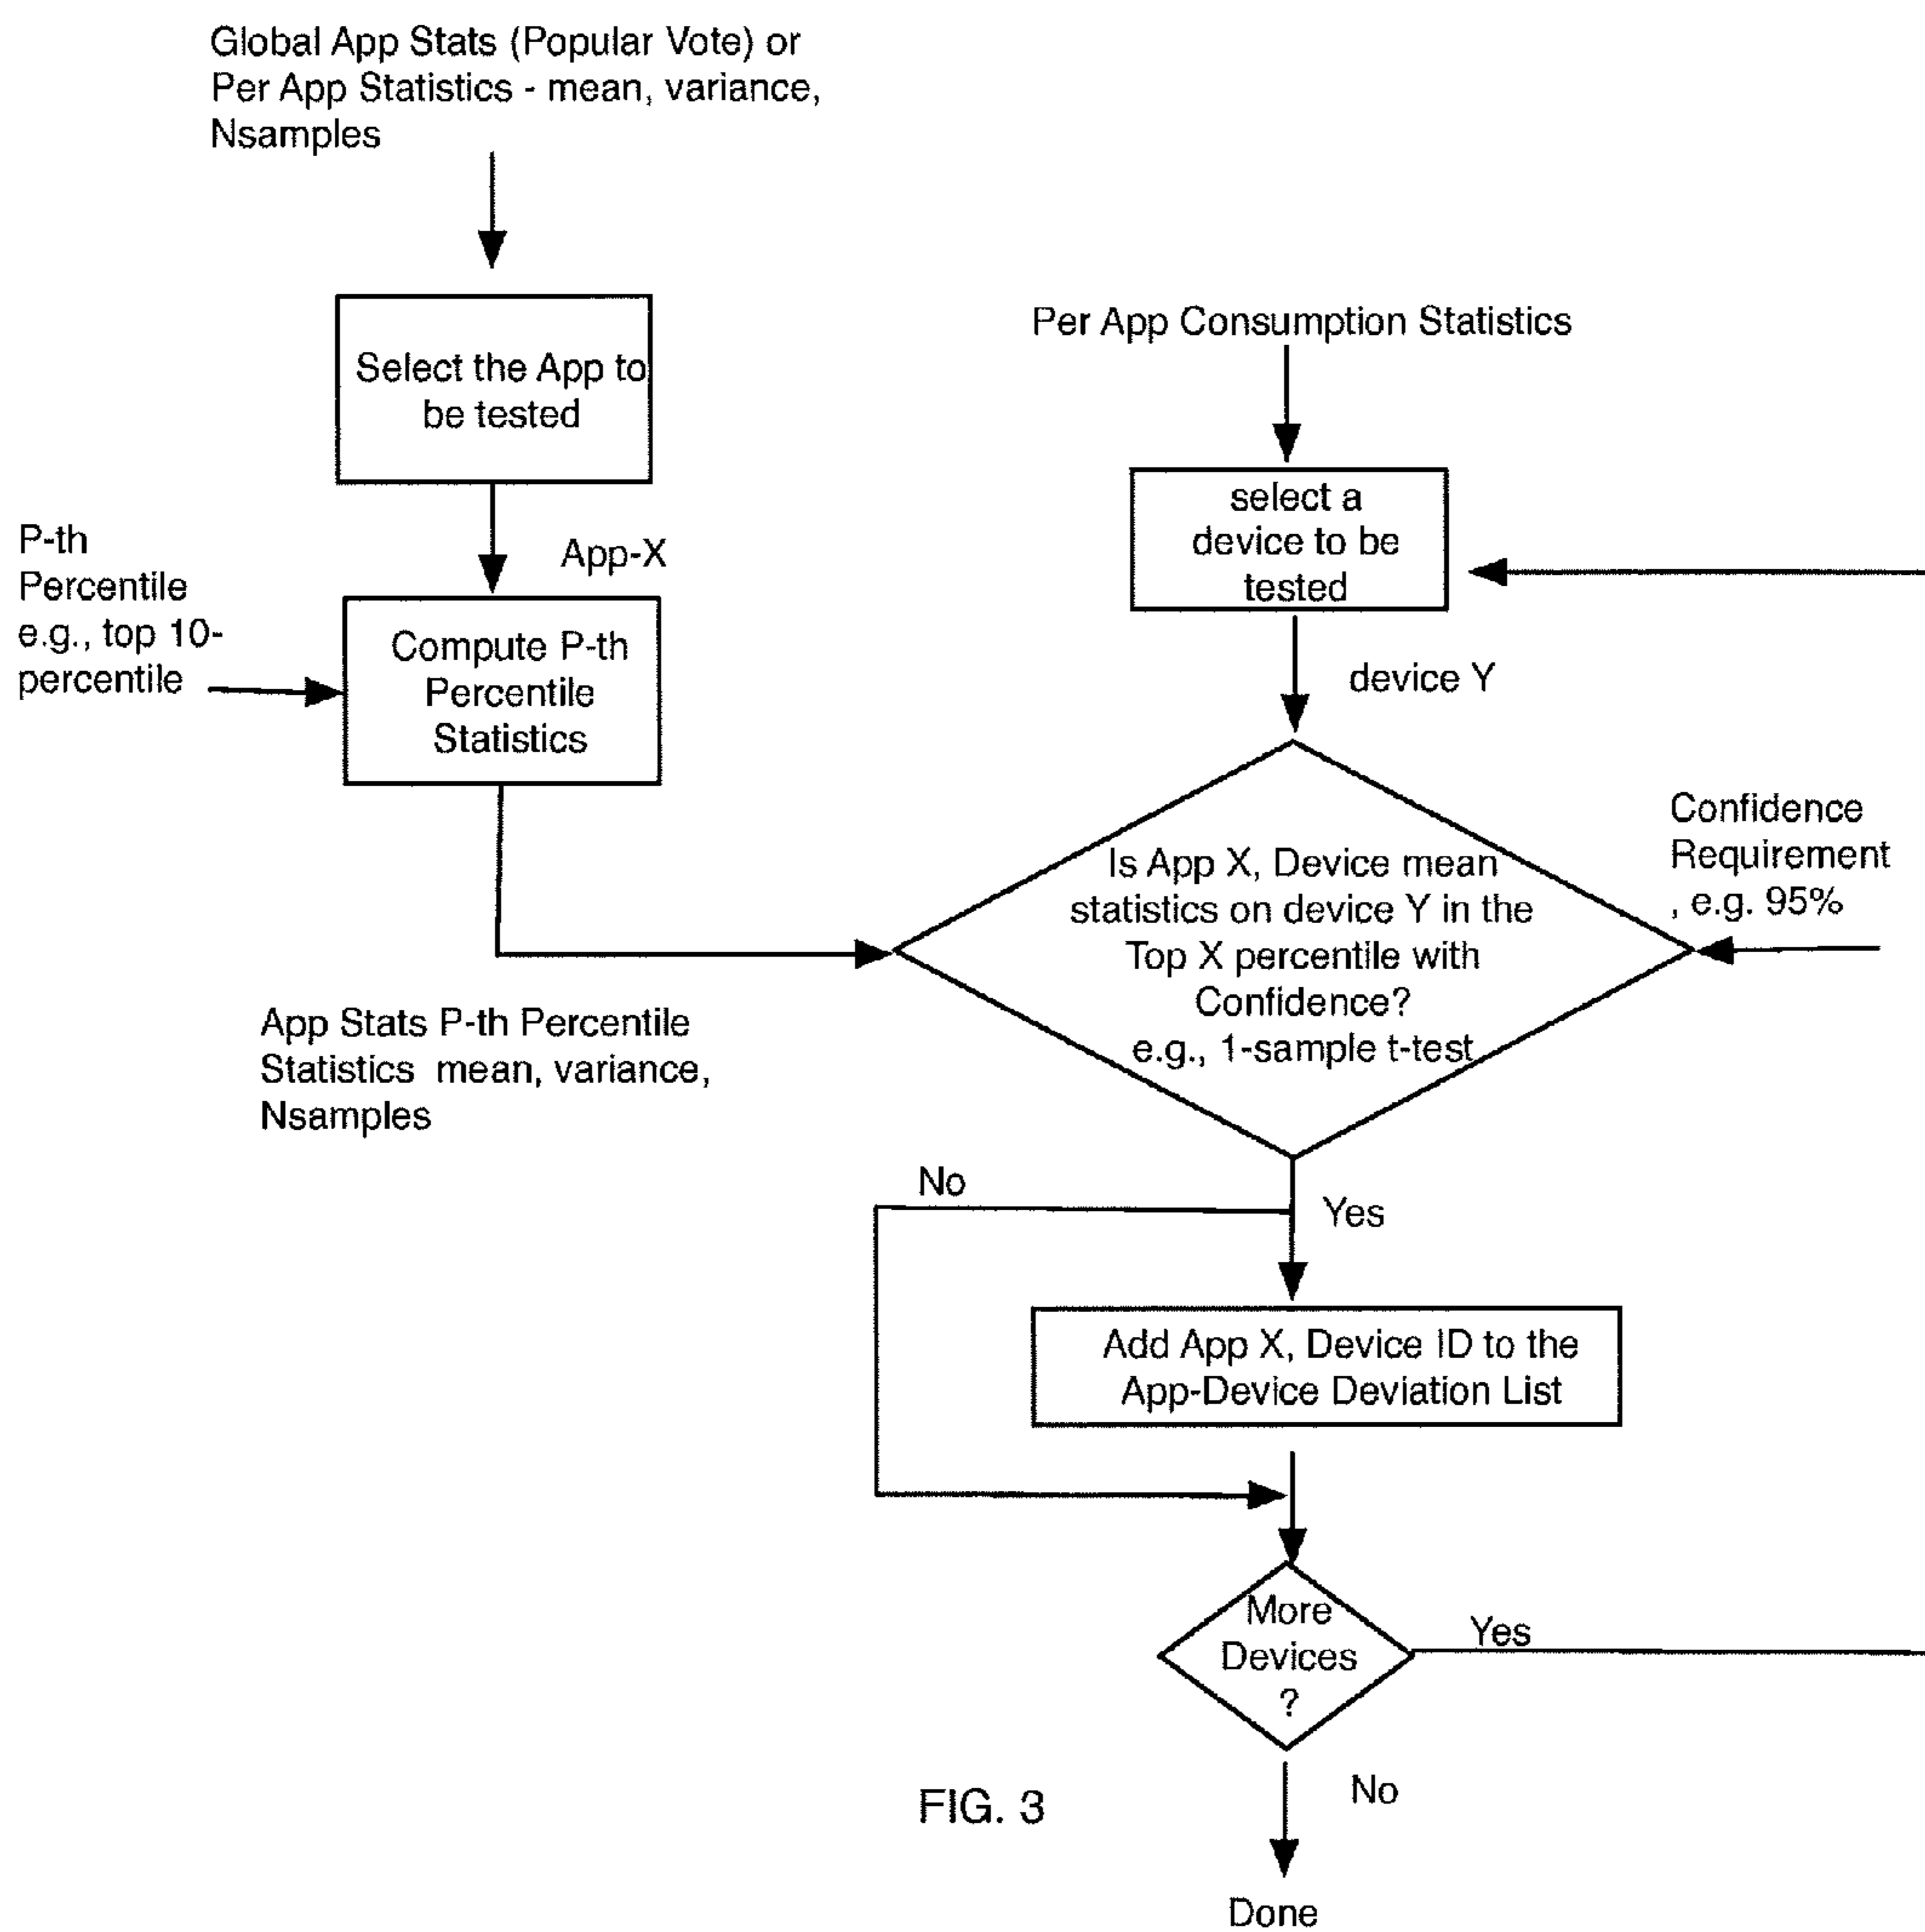 Global App Stats (Popular Vote) or
Per App Statistics - mean, variance,
Nsamples
Select the App to
be tested
App-X
P-th
Percentile
e.g., top 10-
percentile
Compute P-th
Percentile
Statistics
App Stats P-th Percentile
Statistics mean, variance,
Nsamples
Per App Consumption Statistics
select a
device to be
tested
device Y
Is App X, Device mean
statistics on device Y in the
Top X percentile with
Confidence?
e.g., 1-sample t-test
Confidence
Requirement
, e.g. 95%
No
Yes
Add App X, Device ID to the
App-Device Deviation List
More
Devices
?
Yes
No
Done
FIG. 3